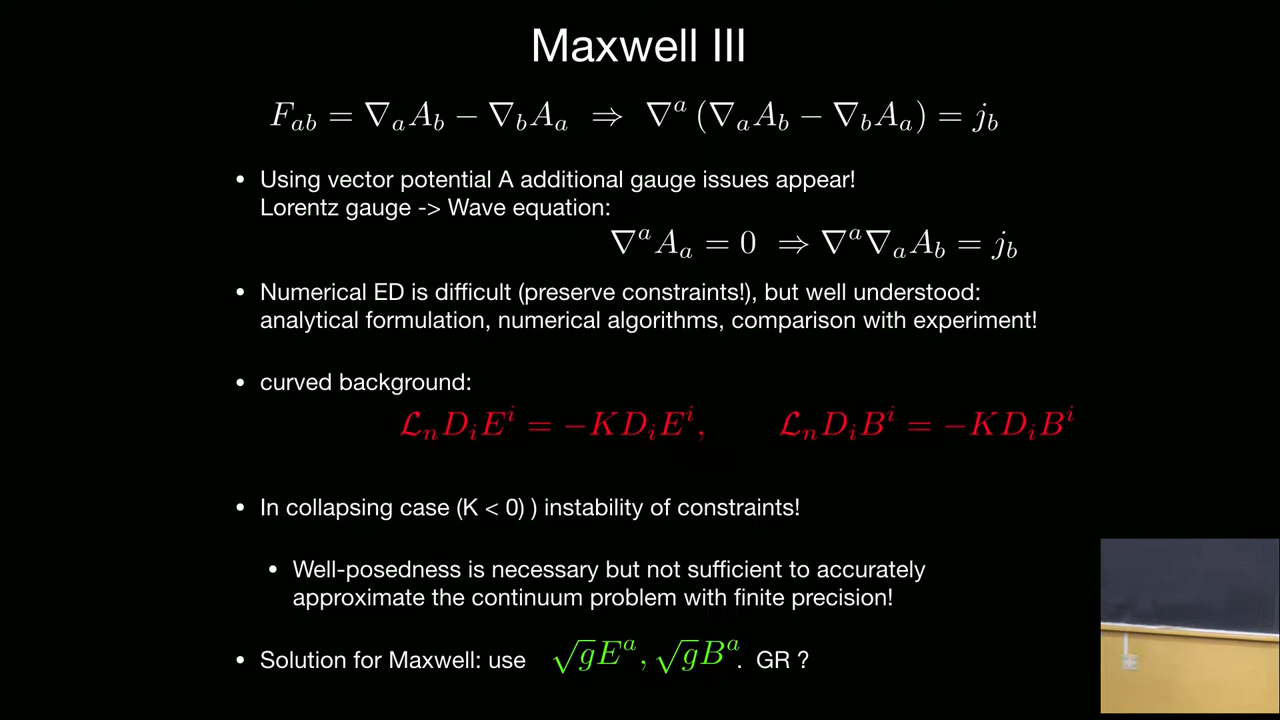 Maxwell III
F_{ab} = ∇_a A_b − ∇_b A_a ⇒ ∇^a (∇_a A_b − ∇_b A_a) = j_b
• Using vector potential A additional gauge issues appear!
Lorentz gauge -> Wave equation:
∇^a A_a = 0 ⇒ ∇^a ∇_a A_b = j_b
• Numerical ED is difficult (preserve constraints!), but well understood:
analytical formulation, numerical algorithms, comparison with experiment!
• curved background:
ℒ_n D_i E^i = −K D_i E^i, ℒ_n D_i B^i = −K D_i B^i
• In collapsing case (K < 0) ) instability of constraints!
• Well-posedness is necessary but not sufficient to accurately
approximate the continuum problem with finite precision!
• Solution for Maxwell: use √g E^a, √g B^a. GR ?